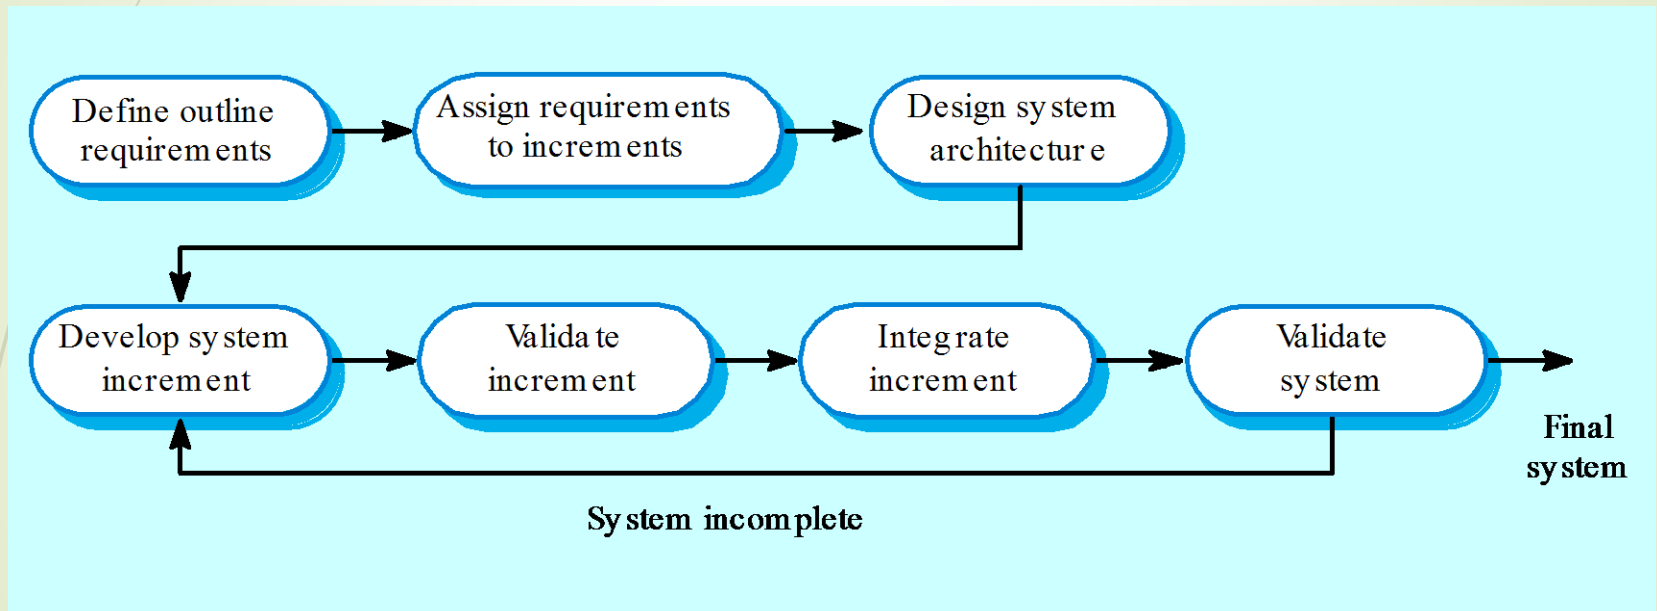 Define outline
requirements
Assign requirements
to increments
Design system
architecture
Develop system
increment
Validate
increment
Integrate
increment
Validate
system
Final
system
System incomplete